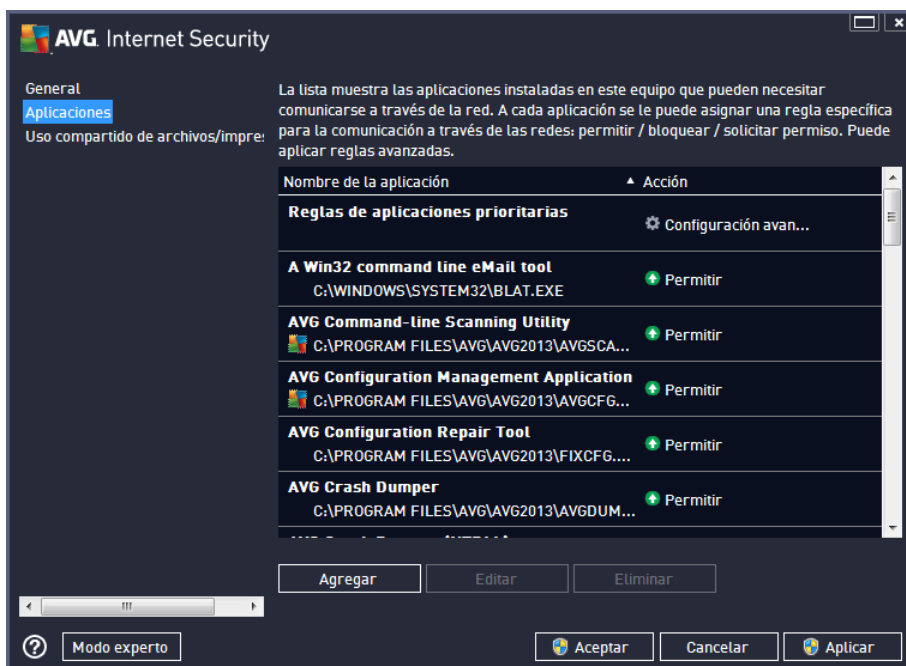 AVG. Internet Security
General
Aplicaciones
Uso compartido de archivos/impre
La lista muestra las aplicaciones instaladas en este equipo que pueden necesitar
comunicarse a través de la red. A cada aplicación se le puede asignar una regla específica
para la comunicación a través de las redes: permitir / bloquear / solicitar permiso. Puede
aplicar reglas avanzadas.
Nombre de la aplicación Acción
Reglas de aplicaciones prioritarias
Configuración avan...
A Win32 command line eMail tool
C:\WINDOWS\SYSTEM32\BLAT.EXE
Permitir
AVG Command-line Scanning Utility
C:\PROGRAM FILES\AVG\AVG2013\AVGSCA...
Permitir
AVG Configuration Management Application
C:\PROGRAM FILES\AVG\AVG2013\AVGCFG...
Permitir
AVG Configuration Repair Tool
C:\PROGRAM FILES\AVG\AVG2013\FIXCFG....
Permitir
AVG Crash Dumper
C:\PROGRAM FILES\AVG\AVG2013\AVGDUM...
Permitir
Agregar Editar Eliminar
? Modo experto Aceptar Cancelar Aplicar